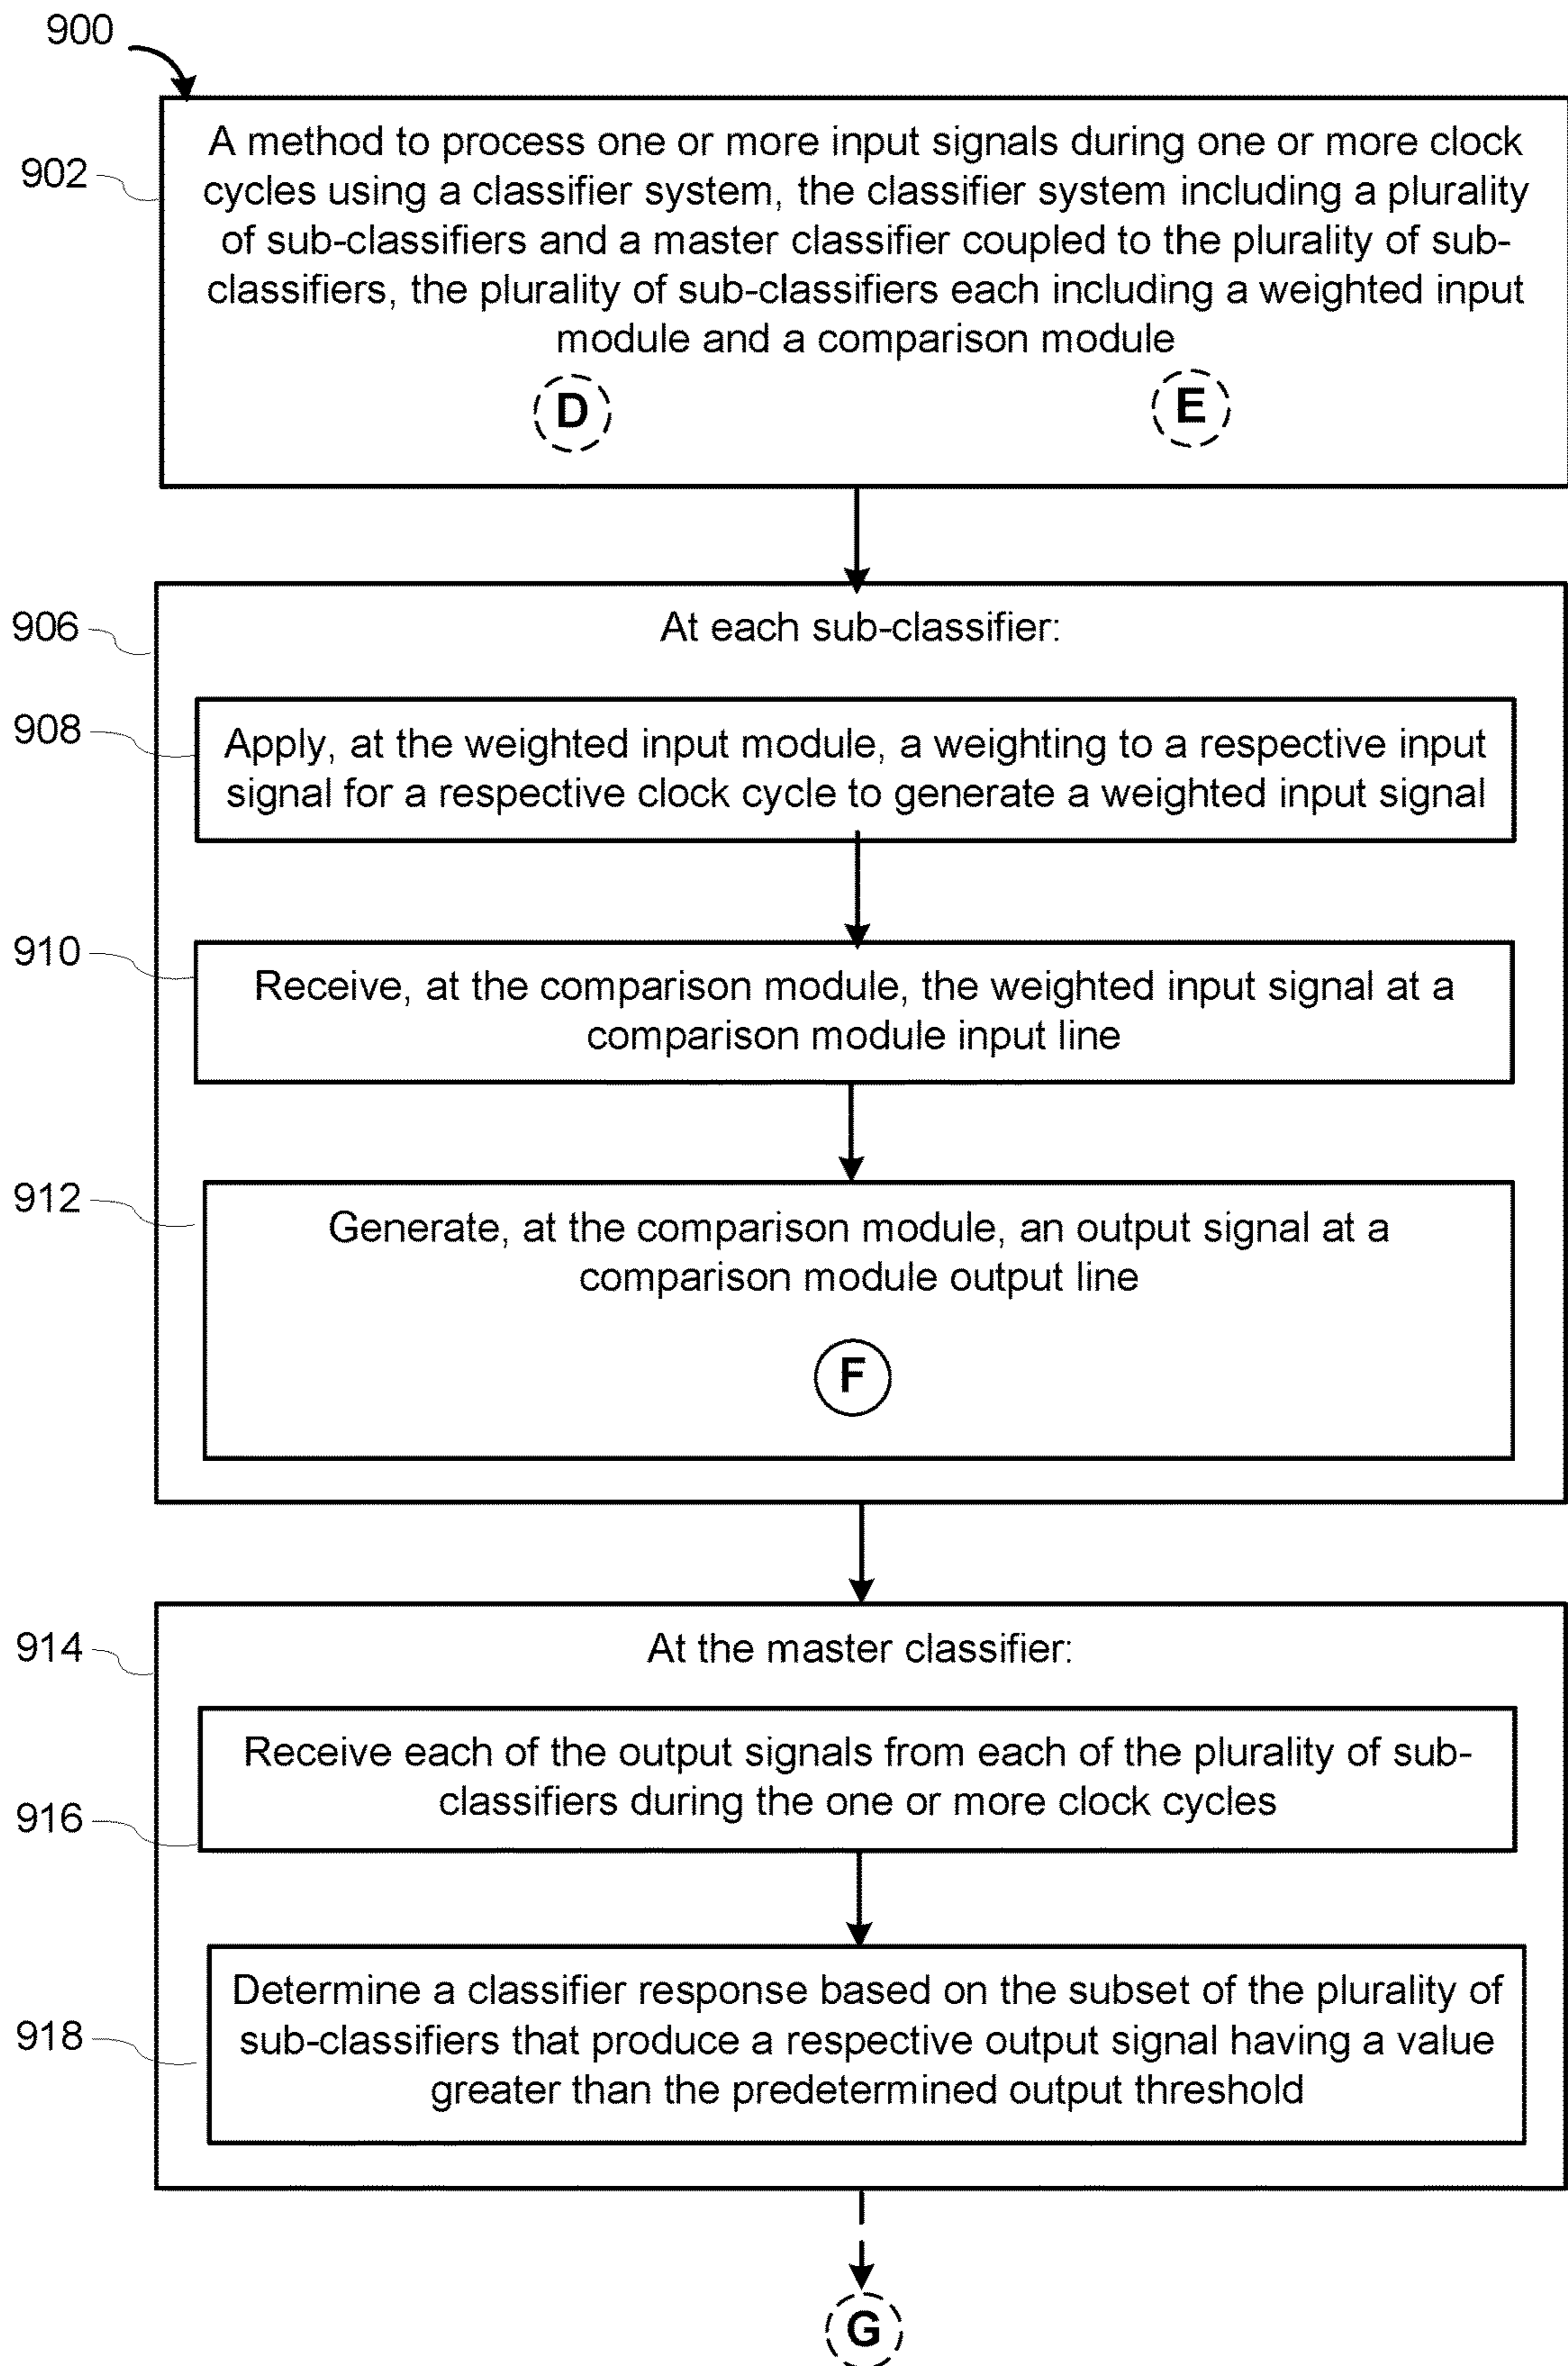 900
902
A method to process one or more input signals during one or more clock
cycles using a classifier system, the classifier system including a plurality
of sub-classifiers and a master classifier coupled to the plurality of sub-
classifiers, the plurality of sub-classifiers each including a weighted input
module and a comparison module
D
E
906
At each sub-classifier:
908
Apply, at the weighted input module, a weighting to a respective input
signal for a respective clock cycle to generate a weighted input signal
910
Receive, at the comparison module, the weighted input signal at a
comparison module input line
912
Generate, at the comparison module, an output signal at a
comparison module output line
F
914
At the master classifier:
Receive each of the output signals from each of the plurality of sub-
classifiers during the one or more clock cycles
916
Determine a classifier response based on the subset of the plurality of
sub-classifiers that produce a respective output signal having a value
greater than the predetermined output threshold
918
G